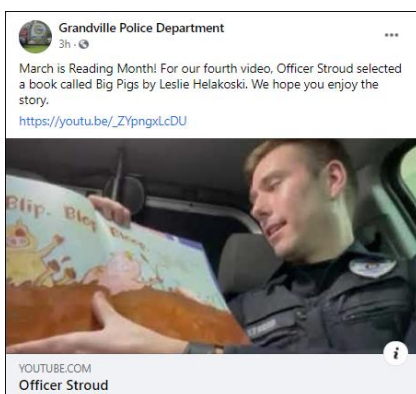 Grandville Police Department
3h
March is Reading Month! For our fourth video, Officer Stroud selected
a book called Big Pigs by Leslie Helakoski. We hope you enjoy the
story.
https://youtu.be/_ZYpngxLcDU
Blip. Blop. Bloop.
YOUTUBE.COM
Officer Stroud